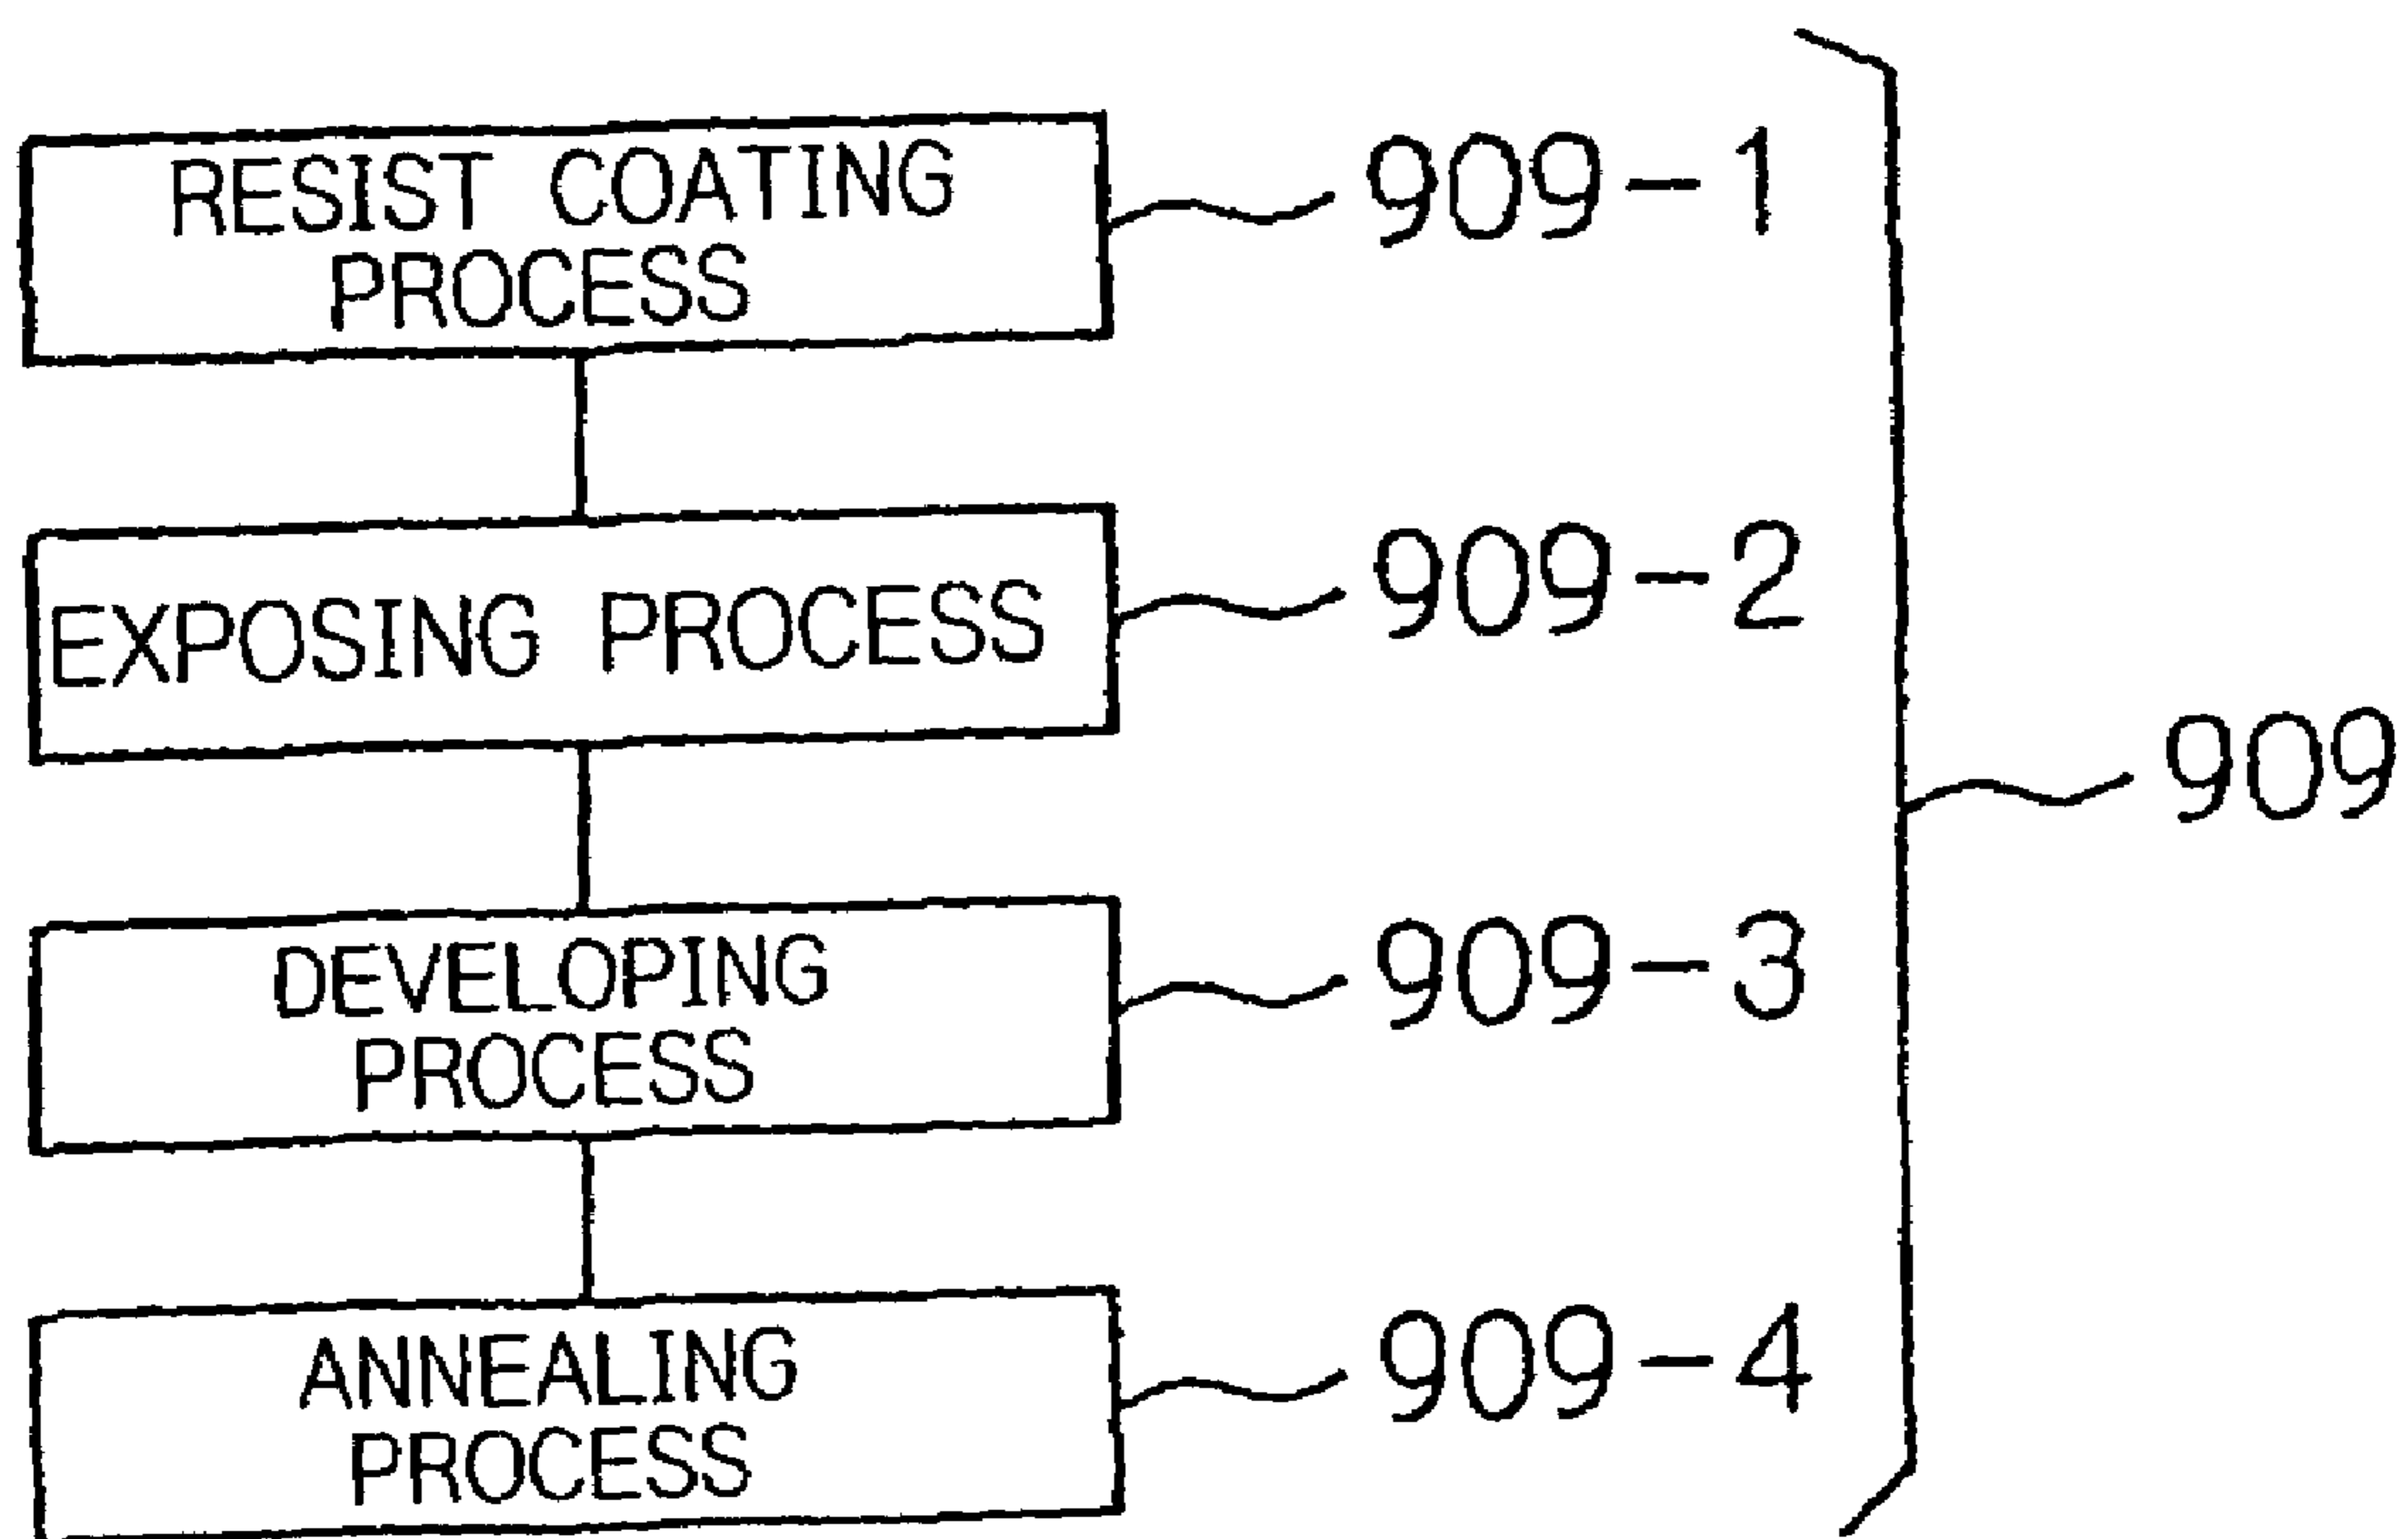 RESIST COATING
PROCESS
909-1
EXPOSING PROCESS
909-2
909
DEVELOPING
PROCESS
909-3
ANNEALING
PROCESS
909-4